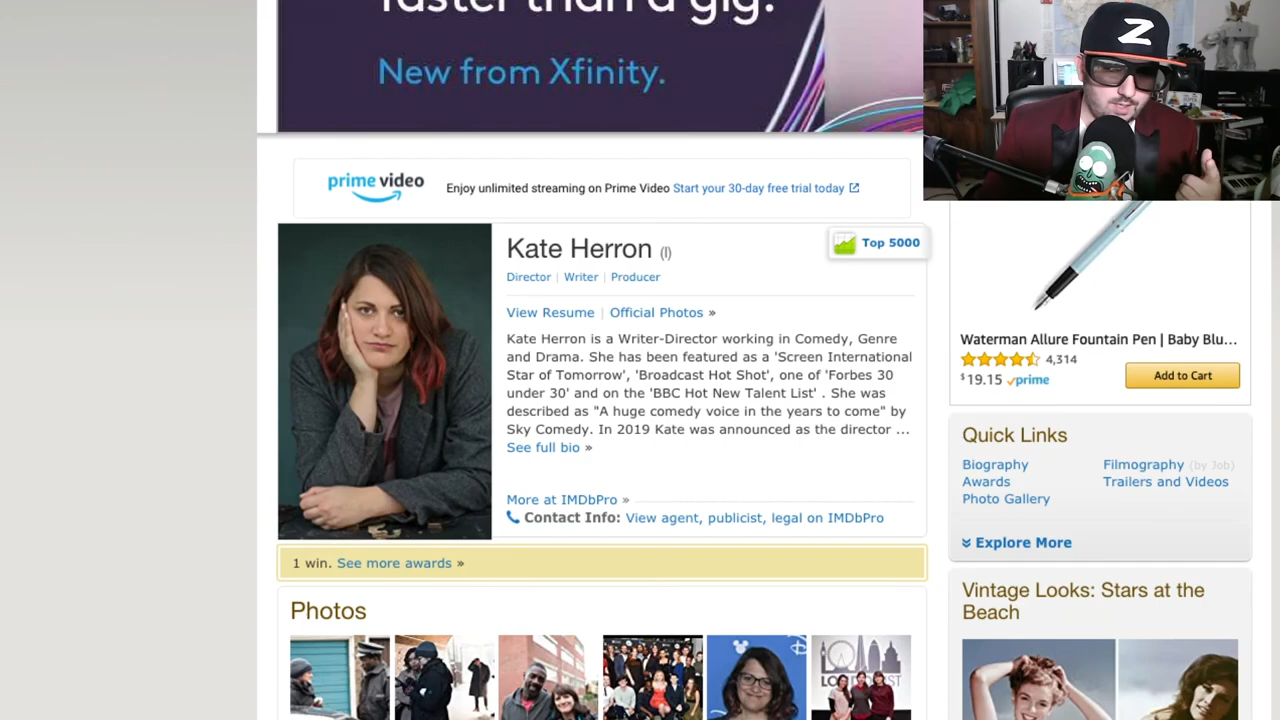 faster than a gig.
New from Xfinity.
Z
prime video
Enjoy unlimited streaming on Prime Video Start your 30-day free trial today
Kate Herron (I)
Top 5000
Director | Writer | Producer
View Resume | Official Photos »
Kate Herron is a Writer-Director working in Comedy, Genre
and Drama. She has been featured as a 'Screen International
Star of Tomorrow', 'Broadcast Hot Shot', one of 'Forbes 30
under 30' and on the 'BBC Hot New Talent List' . She was
described as "A huge comedy voice in the years to come" by
Sky Comedy. In 2019 Kate was announced as the director ...
See full bio »
More at IMDbPro »
Contact Info: View agent, publicist, legal on IMDbPro
1 win. See more awards »
Photos
Waterman Allure Fountain Pen | Baby Blu...
4,314
$19.15 prime
Add to Cart
Quick Links
Biography
Filmography (by Job)
Awards
Trailers and Videos
Photo Gallery
Explore More
Vintage Looks: Stars at the
Beach